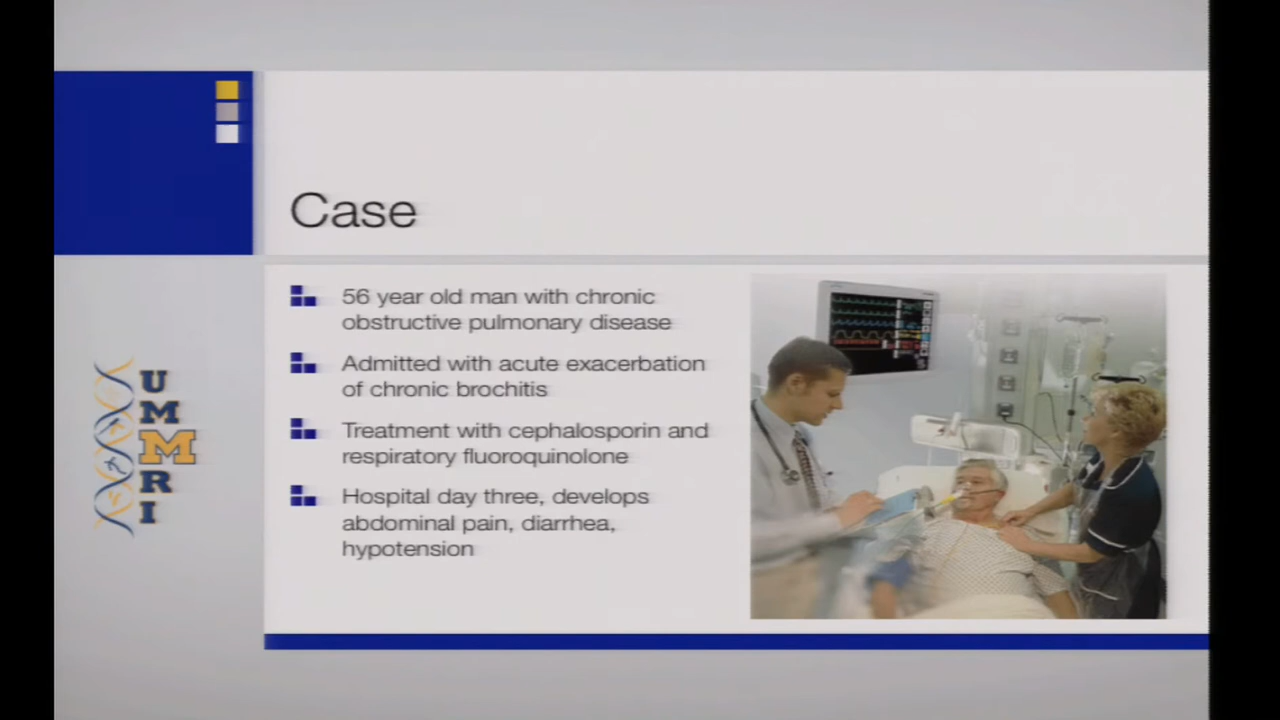 Case
56 year old man with chronic
obstructive pulmonary disease
Admitted with acute exacerbation
of chronic brochitis
Treatment with cephalosporin and
respiratory fluoroquinolone
Hospital day three, develops
abdominal pain, diarrhea,
hypotension
U
M
M
R
I